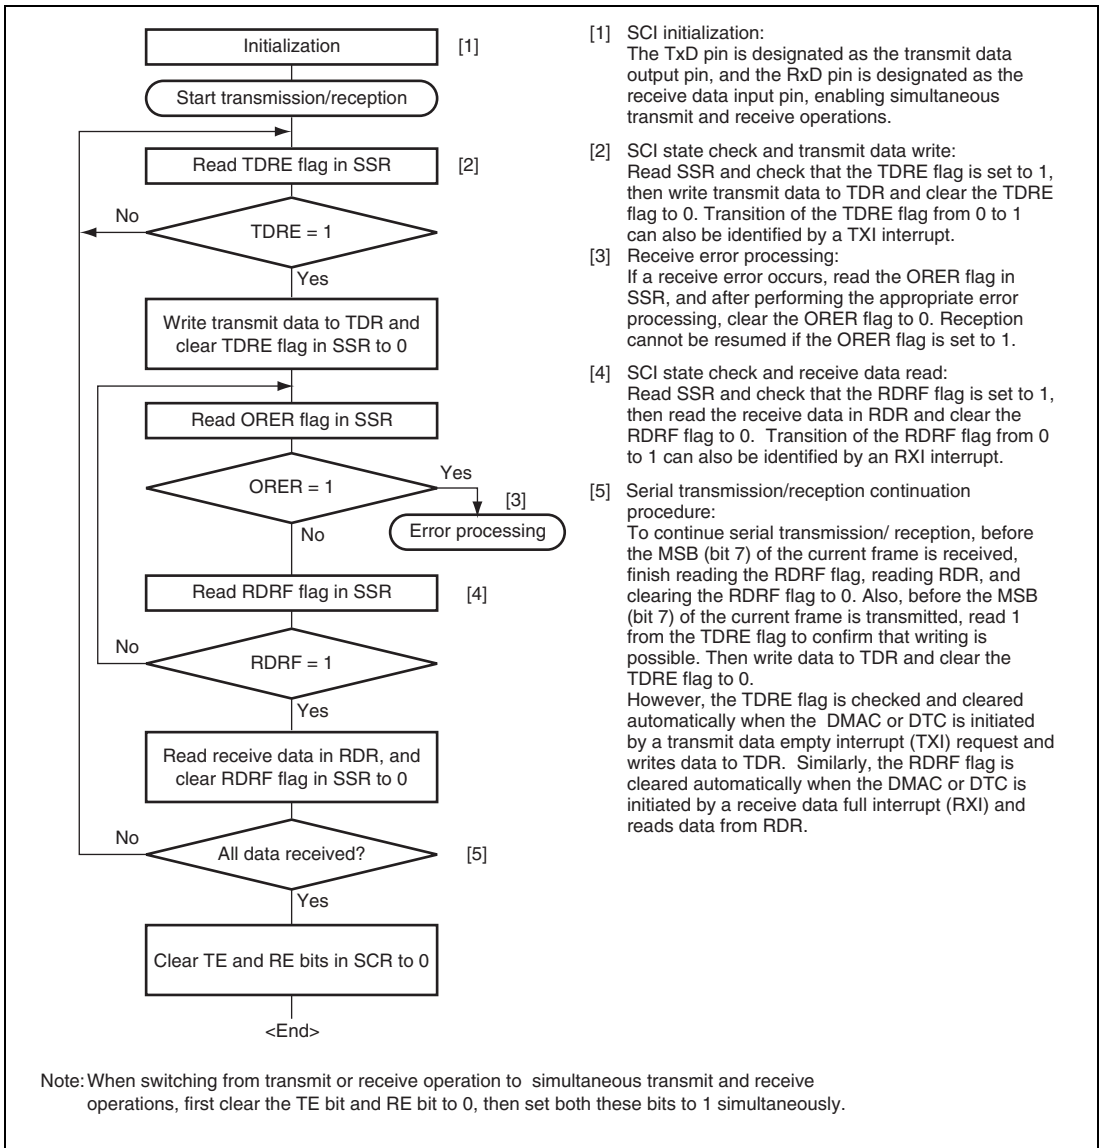 Initialization
[1]
Start transmission/reception
Read TDRE flag in SSR
[2]
No
TDRE = 1
Yes
Write transmit data to TDR and
clear TDRE flag in SSR to 0
Read ORER flag in SSR
ORER = 1
Yes
[3]
Error processing
No
Read RDRF flag in SSR
[4]
No
RDRF = 1
Yes
Read receive data in RDR, and
clear RDRF flag in SSR to 0
No
All data received?
[5]
Yes
Clear TE and RE bits in SCR to 0
<End>
[1] SCI initialization:
The TxD pin is designated as the transmit data
output pin, and the RxD pin is designated as the
receive data input pin, enabling simultaneous
transmit and receive operations.
[2] SCI state check and transmit data write:
Read SSR and check that the TDRE flag is set to 1,
then write transmit data to TDR and clear the TDRE
flag to 0. Transition of the TDRE flag from 0 to 1
can also be identified by a TXI interrupt.
[3] Receive error processing:
If a receive error occurs, read the ORER flag in
SSR, and after performing the appropriate error
processing, clear the ORER flag to 0. Reception
cannot be resumed if the ORER flag is set to 1.
[4] SCI state check and receive data read:
Read SSR and check that the RDRF flag is set to 1,
then read the receive data in RDR and clear the
RDRF flag to 0. Transition of the RDRF flag from 0
to 1 can also be identified by an RXI interrupt.
[5] Serial transmission/reception continuation
procedure:
To continue serial transmission/ reception, before
the MSB (bit 7) of the current frame is received,
finish reading the RDRF flag, reading RDR, and
clearing the RDRF flag to 0. Also, before the MSB
(bit 7) of the current frame is transmitted, read 1
from the TDRE flag to confirm that writing is
possible. Then write data to TDR and clear the
TDRE flag to 0.
However, the TDRE flag is checked and cleared
automatically when the DMAC or DTC is initiated
by a transmit data empty interrupt (TXI) request and
writes data to TDR. Similarly, the RDRF flag is
cleared automatically when the DMAC or DTC is
initiated by a receive data full interrupt (RXI) and
reads data from RDR.
Note: When switching from transmit or receive operation to simultaneous transmit and receive
operations, first clear the TE bit and RE bit to 0, then set both these bits to 1 simultaneously.